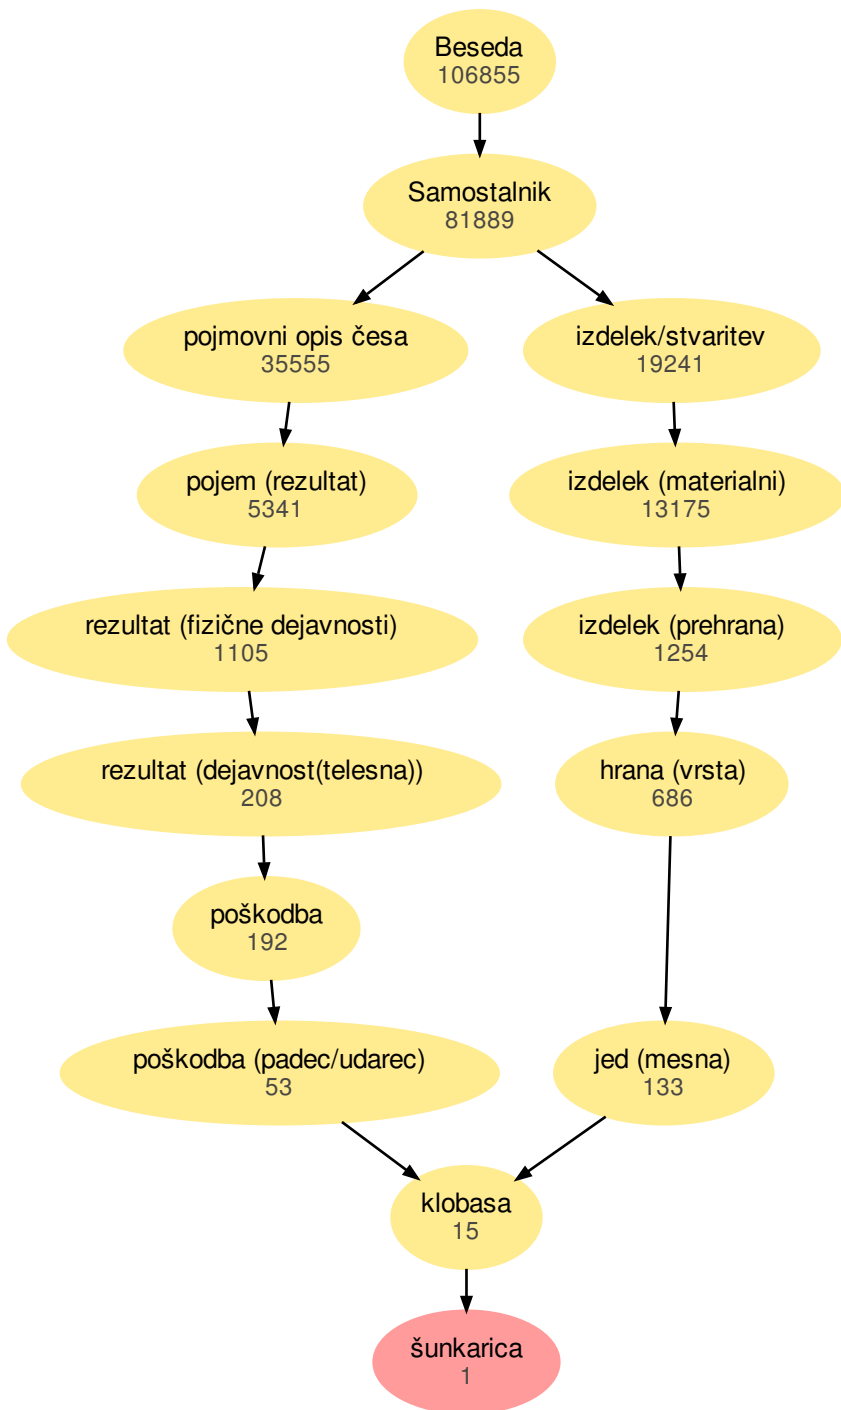 Beseda
106855
Samostalnik
81889
pojmovni opis česa
35555
izdelek/stvaritev
19241
pojem (rezultat)
5341
izdelek (materialni)
13175
rezultat (fizične dejavnosti)
1105
izdelek (prehrana)
1254
rezultat (dejavnost(telesna))
208
hrana (vrsta)
686
poškodba
192
poškodba (padec/udarec)
53
jed (mesna)
133
klobasa
15
šunkarica
1